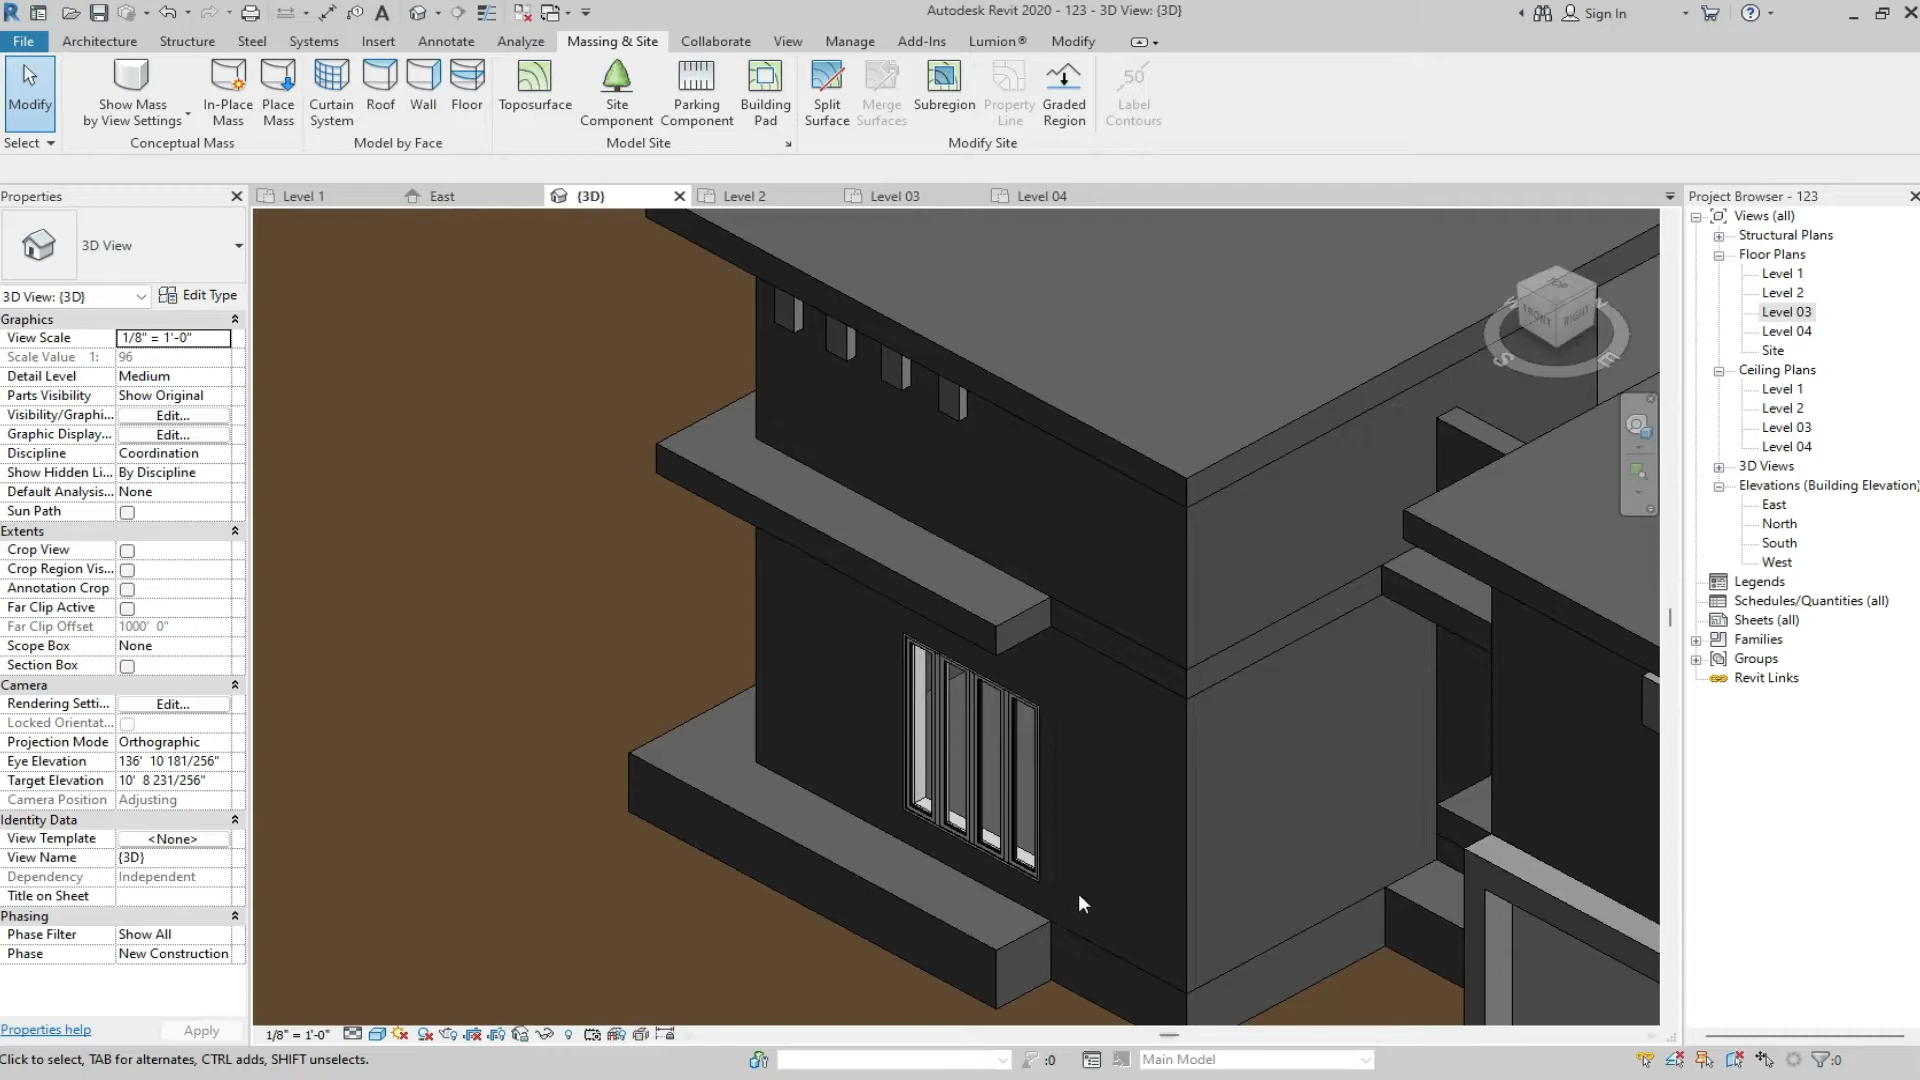 Autodesk Revit 2020 - 123 - 3D View: {3D}
Sign In
File Architecture Structure Steel Systems Insert Annotate Analyze Massing & Site Collaborate View Manage Add-Ins Lumion® Modify
Modify
Show Mass
by View Settings
In-Place
Mass
Place
Mass
Curtain
System
Roof
Wall
Floor
Toposurface
Site
Component
Parking
Component
Building
Pad
Split
Surface
Merge
Surfaces
Subregion
Property
Line
Graded
Region
50
Label
Contours
Select
Conceptual Mass
Model by Face
Model Site
Modify Site
Properties
Level 1
East
{3D}
Level 2
Level 03
Level 04
Project Browser - 123
3D View
3D View: {3D}
Edit Type
Graphics
View Scale 1/8" = 1'-0"
Scale Value 1: 96
Detail Level Medium
Parts Visibility Show Original
Visibility/Graphi... Edit...
Graphic Display... Edit...
Discipline Coordination
Show Hidden Li... By Discipline
Default Analysis... None
Sun Path
Extents
Crop View
Crop Region Vis...
Annotation Crop
Far Clip Active
Far Clip Offset 1000' 0"
Scope Box None
Section Box
Camera
Rendering Setti... Edit...
Locked Orientat...
Projection Mode Orthographic
Eye Elevation 136' 10 181/256"
Target Elevation 10' 8 231/256"
Camera Position Adjusting
Identity Data
View Template <None>
View Name {3D}
Dependency Independent
Title on Sheet
Phasing
Phase Filter Show All
Phase New Construction
Properties help
Apply
TOP
FRONT
RIGHT
S
E
Views (all)
Structural Plans
Floor Plans
Level 1
Level 2
Level 03
Level 04
Site
Ceiling Plans
Level 1
Level 2
Level 03
Level 04
3D Views
Elevations (Building Elevation)
East
North
South
West
Legends
Schedules/Quantities (all)
Sheets (all)
Families
Groups
Revit Links
1/8" = 1'-0"
Click to select, TAB for alternates, CTRL adds, SHIFT unselects.
:0
Main Model
:0